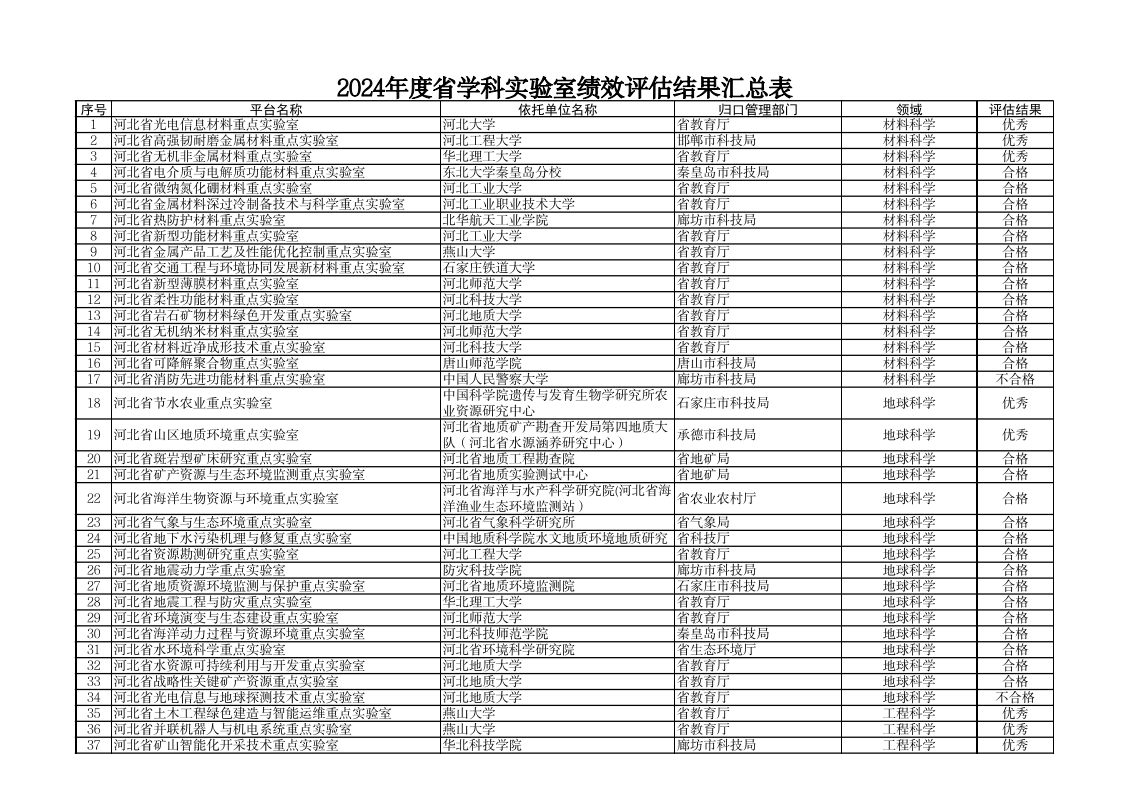 2024年度省学科实验室绩效评估结果汇总表
序号 平台名称 依托单位名称 归口管理部门 领域 评估结果
1 河北省光电信息材料重点实验室 河北大学 省教育厅 材料科学 优秀
2 河北省高强韧耐磨金属材料重点实验室 河北工程大学 邯郸市科技局 材料科学 优秀
3 河北省无机非金属材料重点实验室 华北理工大学 省教育厅 材料科学 优秀
4 河北省电介质与电解质功能材料重点实验室 东北大学秦皇岛分校 秦皇岛市科技局 材料科学 合格
5 河北省微纳氮化硼材料重点实验室 河北工业大学 省教育厅 材料科学 合格
6 河北省金属材料深过冷制备技术与科学重点实验室 河北工业职业技术大学 省教育厅 材料科学 合格
7 河北省热防护材料重点实验室 北华航天工业学院 廊坊市科技局 材料科学 合格
8 河北省新型功能材料重点实验室 河北工业大学 省教育厅 材料科学 合格
9 河北省金属产品工艺及性能优化控制重点实验室 燕山大学 省教育厅 材料科学 合格
10 河北省交通工程与环境协同发展新材料重点实验室 石家庄铁道大学 省教育厅 材料科学 合格
11 河北省新型薄膜材料重点实验室 河北师范大学 省教育厅 材料科学 合格
12 河北省柔性功能材料重点实验室 河北科技大学 省教育厅 材料科学 合格
13 河北省岩石矿物材料绿色开发重点实验室 河北地质大学 省教育厅 材料科学 合格
14 河北省无机纳米材料重点实验室 河北师范大学 省教育厅 材料科学 合格
15 河北省材料近净成形技术重点实验室 河北科技大学 省教育厅 材料科学 合格
16 河北省可降解聚合物重点实验室 唐山师范学院 唐山市科技局 材料科学 合格
17 河北省消防先进功能材料重点实验室 中国人民警察大学 廊坊市科技局 材料科学 不合格
18 河北省节水农业重点实验室 中国科学院遗传与发育生物学研究所农
业资源研究中心 石家庄市科技局 地球科学 优秀
19 河北省山区地质环境重点实验室 河北省地质矿产勘查开发局第四地质大
队（河北省水源涵养研究中心） 承德市科技局 地球科学 优秀
20 河北省斑岩型矿床研究重点实验室 河北省地质工程勘查院 省地矿局 地球科学 合格
21 河北省矿产资源与生态环境监测重点实验室 河北省地质实验测试中心 省地矿局 地球科学 合格
22 河北省海洋生物资源与环境重点实验室 河北省海洋与水产科学研究院(河北省海
洋渔业生态环境监测站） 省农业农村厅 地球科学 合格
23 河北省气象与生态环境重点实验室 河北省气象科学研究所 省气象局 地球科学 合格
24 河北省地下水污染机理与修复重点实验室 中国地质科学院水文地质环境地质研究 省科技厅 地球科学 合格
25 河北省资源勘测研究重点实验室 河北工程大学 省教育厅 地球科学 合格
26 河北省地震动力学重点实验室 防灾科技学院 廊坊市科技局 地球科学 合格
27 河北省地质资源环境监测与保护重点实验室 河北省地质环境监测院 石家庄市科技局 地球科学 合格
28 河北省地震工程与防灾重点实验室 华北理工大学 省教育厅 地球科学 合格
29 河北省环境演变与生态建设重点实验室 河北师范大学 省教育厅 地球科学 合格
30 河北省海洋动力过程与资源环境重点实验室 河北科技师范学院 秦皇岛市科技局 地球科学 合格
31 河北省水环境科学重点实验室 河北省环境科学研究院 省生态环境厅 地球科学 合格
32 河北省水资源可持续利用与开发重点实验室 河北地质大学 省教育厅 地球科学 合格
33 河北省战略性关键矿产资源重点实验室 河北地质大学 省教育厅 地球科学 合格
34 河北省光电信息与地球探测技术重点实验室 河北地质大学 省教育厅 地球科学 不合格
35 河北省土木工程绿色建造与智能运维重点实验室 燕山大学 省教育厅 工程科学 优秀
36 河北省并联机器人与机电系统重点实验室 燕山大学 省教育厅 工程科学 优秀
37 河北省矿山智能化开采技术重点实验室 华北科技学院 廊坊市科技局 工程科学 优秀